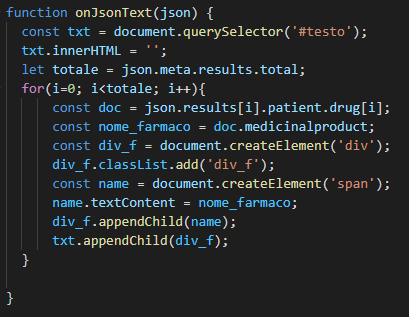 function onJsonText(json) {
const txt = document.querySelector('#testo');
txt.innerHTML = '';
let totale = json.meta.results.total;
for(i=0; i<totale; i++){
const doc = json.results[i].patient.drug[i];
const nome_farmaco = doc.medicinalproduct;
const div_f = document.createElement('div');
div_f.classList.add('div_f');
const name = document.createElement('span');
name.textContent = nome_farmaco;
div_f.appendChild(name);
txt.appendChild(div_f);
}
}